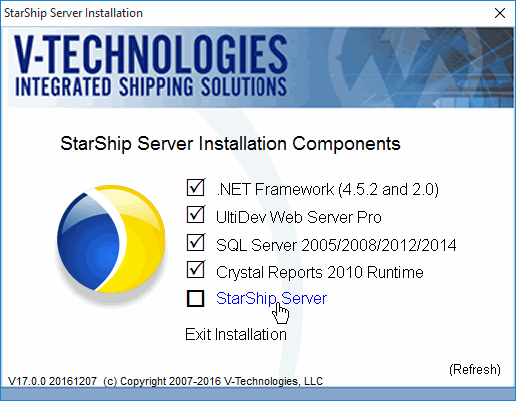 StarShip Server Installation
V-TECHNOLOGIES
INTEGRATED SHIPPING SOLUTIONS
StarShip Server Installation Components
.NET Framework (4.5.2 and 2.0)
UltiDev Web Server Pro
SQL Server 2005/2008/2012/2014
Crystal Reports 2010 Runtime
StarShip Server
Exit Installation
(Refresh)
V17.0.0 20161207 (c) Copyright 2007-2016 V-Technologies, LLC